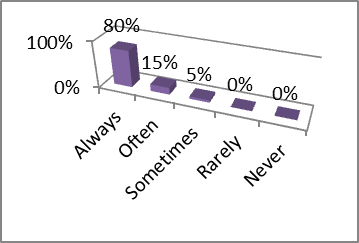 80%
100%
15%
5%
0%
0%
0%
Always
Often
Sometimes
Rarely
Never